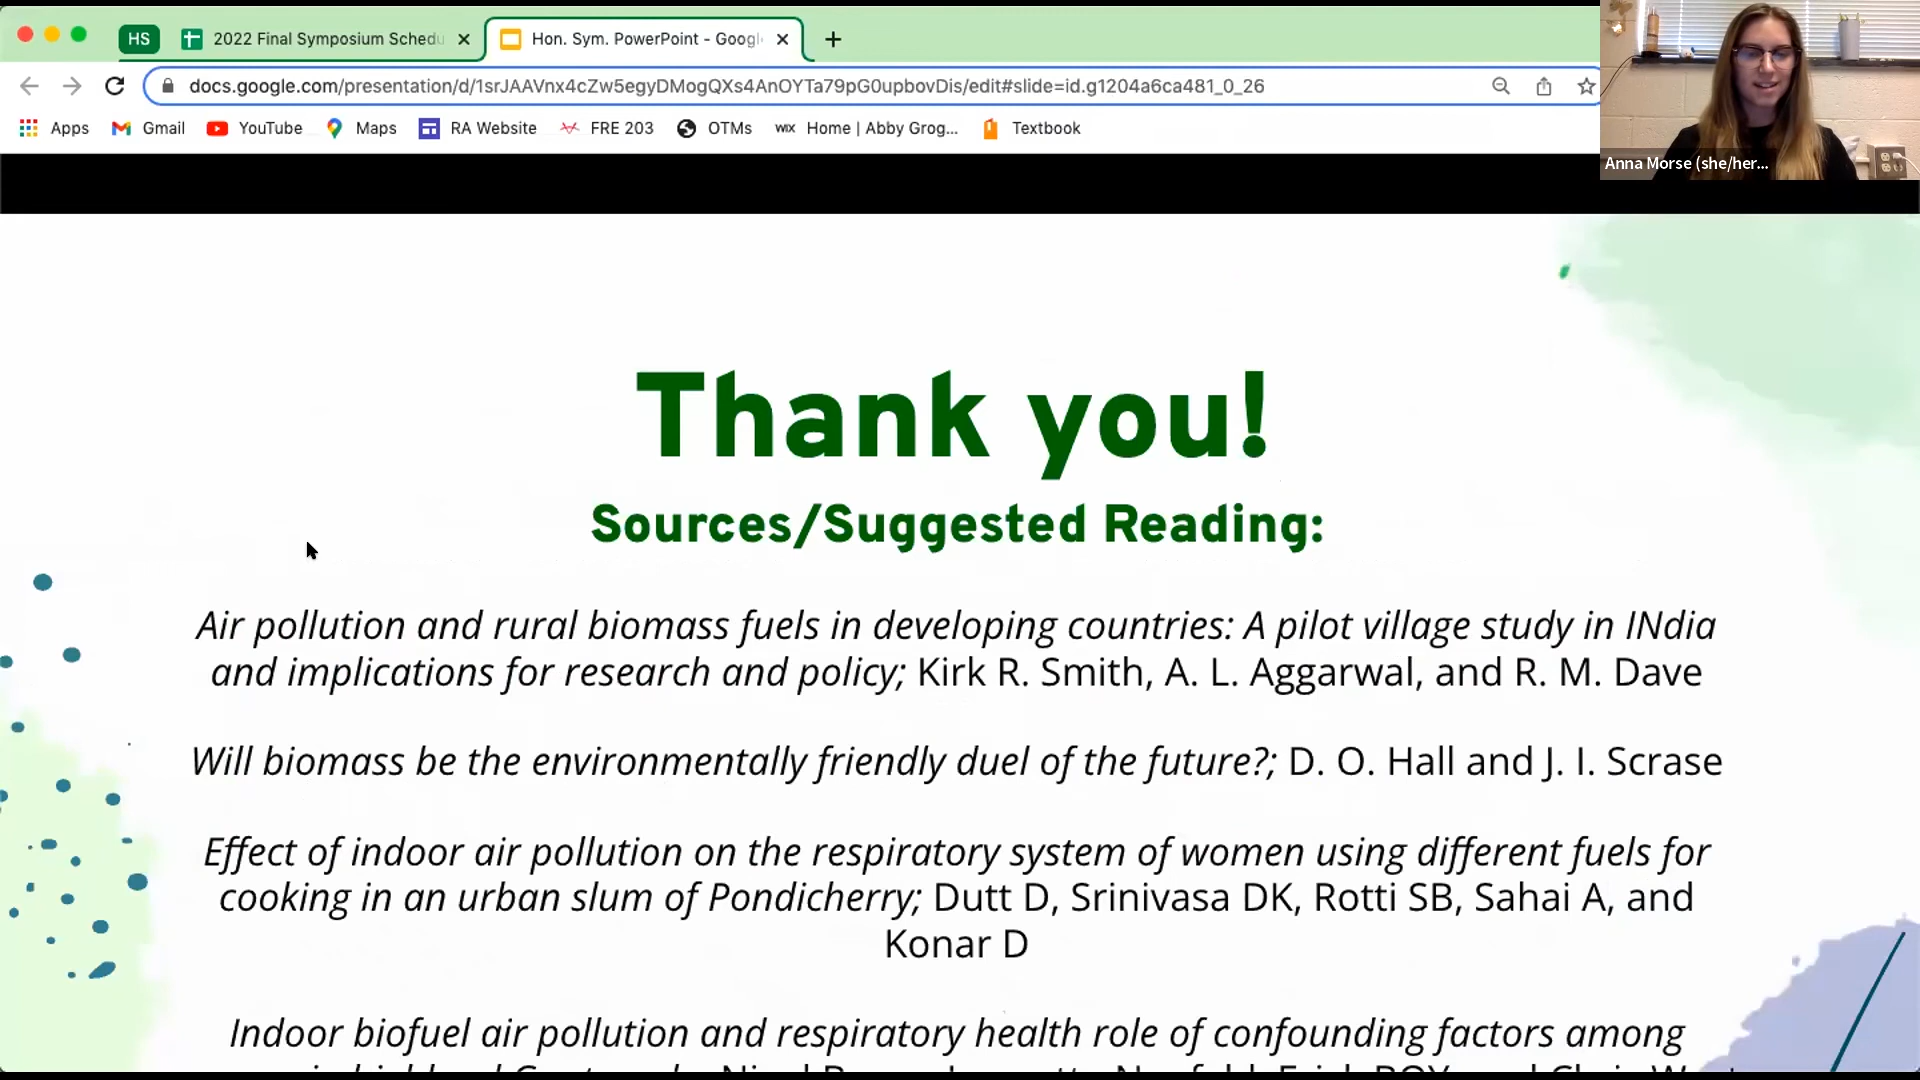 HS
2022 Final Symposium Schedu
Hon. Sym. PowerPoint - Googl
docs.google.com/presentation/d/1srJAAVnx4cZw5egyDMogQXs4AnOYTa79pG0upbovDis/edit#slide=id.g1204a6ca481_0_26
Apps Gmail YouTube Maps RA Website FRE 203 OTMs WIX Home | Abby Grog... Textbook
Anna Morse (she/her...
Thank you!
Sources/Suggested Reading:
Air pollution and rural biomass fuels in developing countries: A pilot village study in INdia
and implications for research and policy; Kirk R. Smith, A. L. Aggarwal, and R. M. Dave
Will biomass be the environmentally friendly duel of the future?; D. O. Hall and J. I. Scrase
Effect of indoor air pollution on the respiratory system of women using different fuels for
cooking in an urban slum of Pondicherry; Dutt D, Srinivasa DK, Rotti SB, Sahai A, and
Konar D
Indoor biofuel air pollution and respiratory health role of confounding factors among